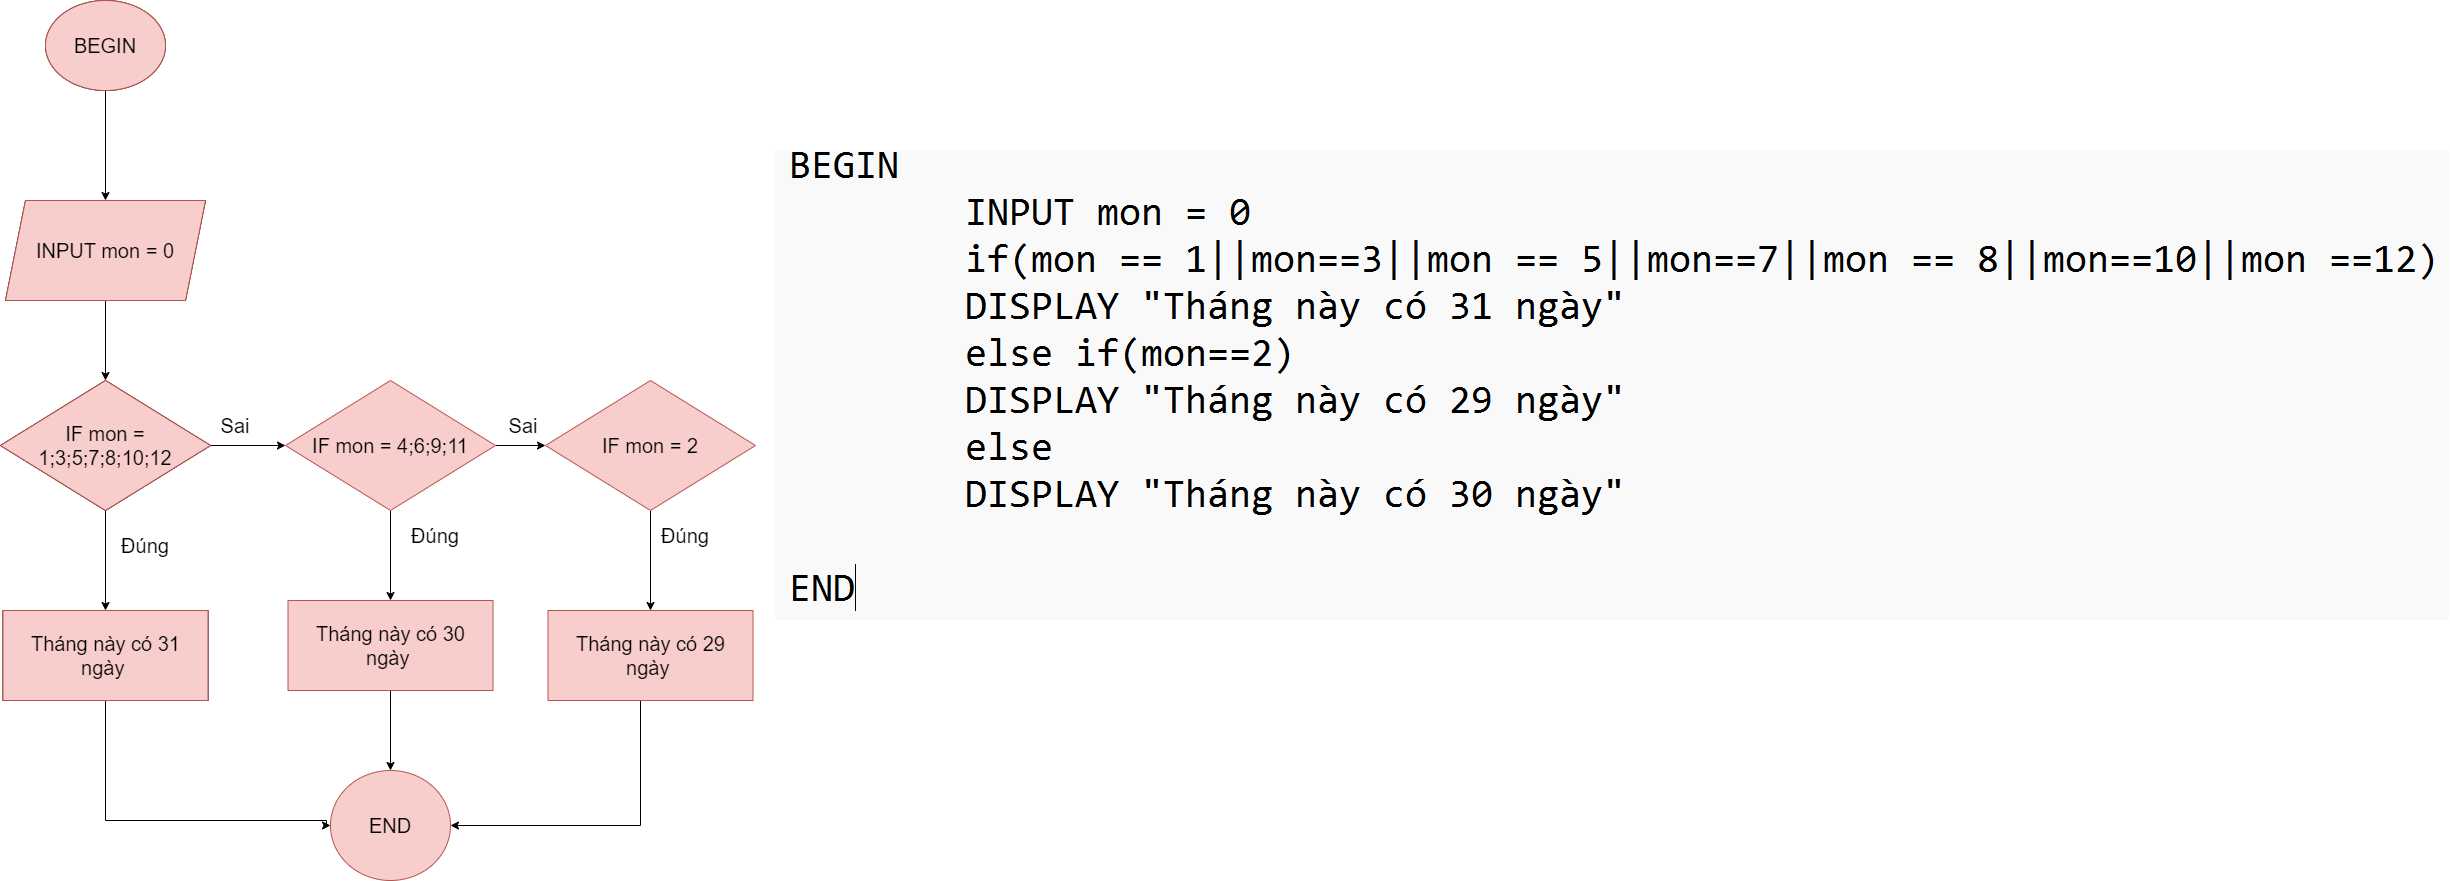 BEGIN
INPUT mon = 0
IF mon =
1;3;5;7;8;10;12
Sai
IF mon = 4;6;9;11
Sai
IF mon = 2
Đúng
Đúng
Đúng
Tháng này có 31
ngày
Tháng này có 30
ngày
Tháng này có 29
ngày
END
BEGIN
INPUT mon = 0
if(mon == 1||mon==3||mon == 5||mon==7||mon == 8||mon==10||mon ==12)
DISPLAY "Tháng này có 31 ngày"
else if(mon==2)
DISPLAY "Tháng này có 29 ngày"
else
DISPLAY "Tháng này có 30 ngày"
END